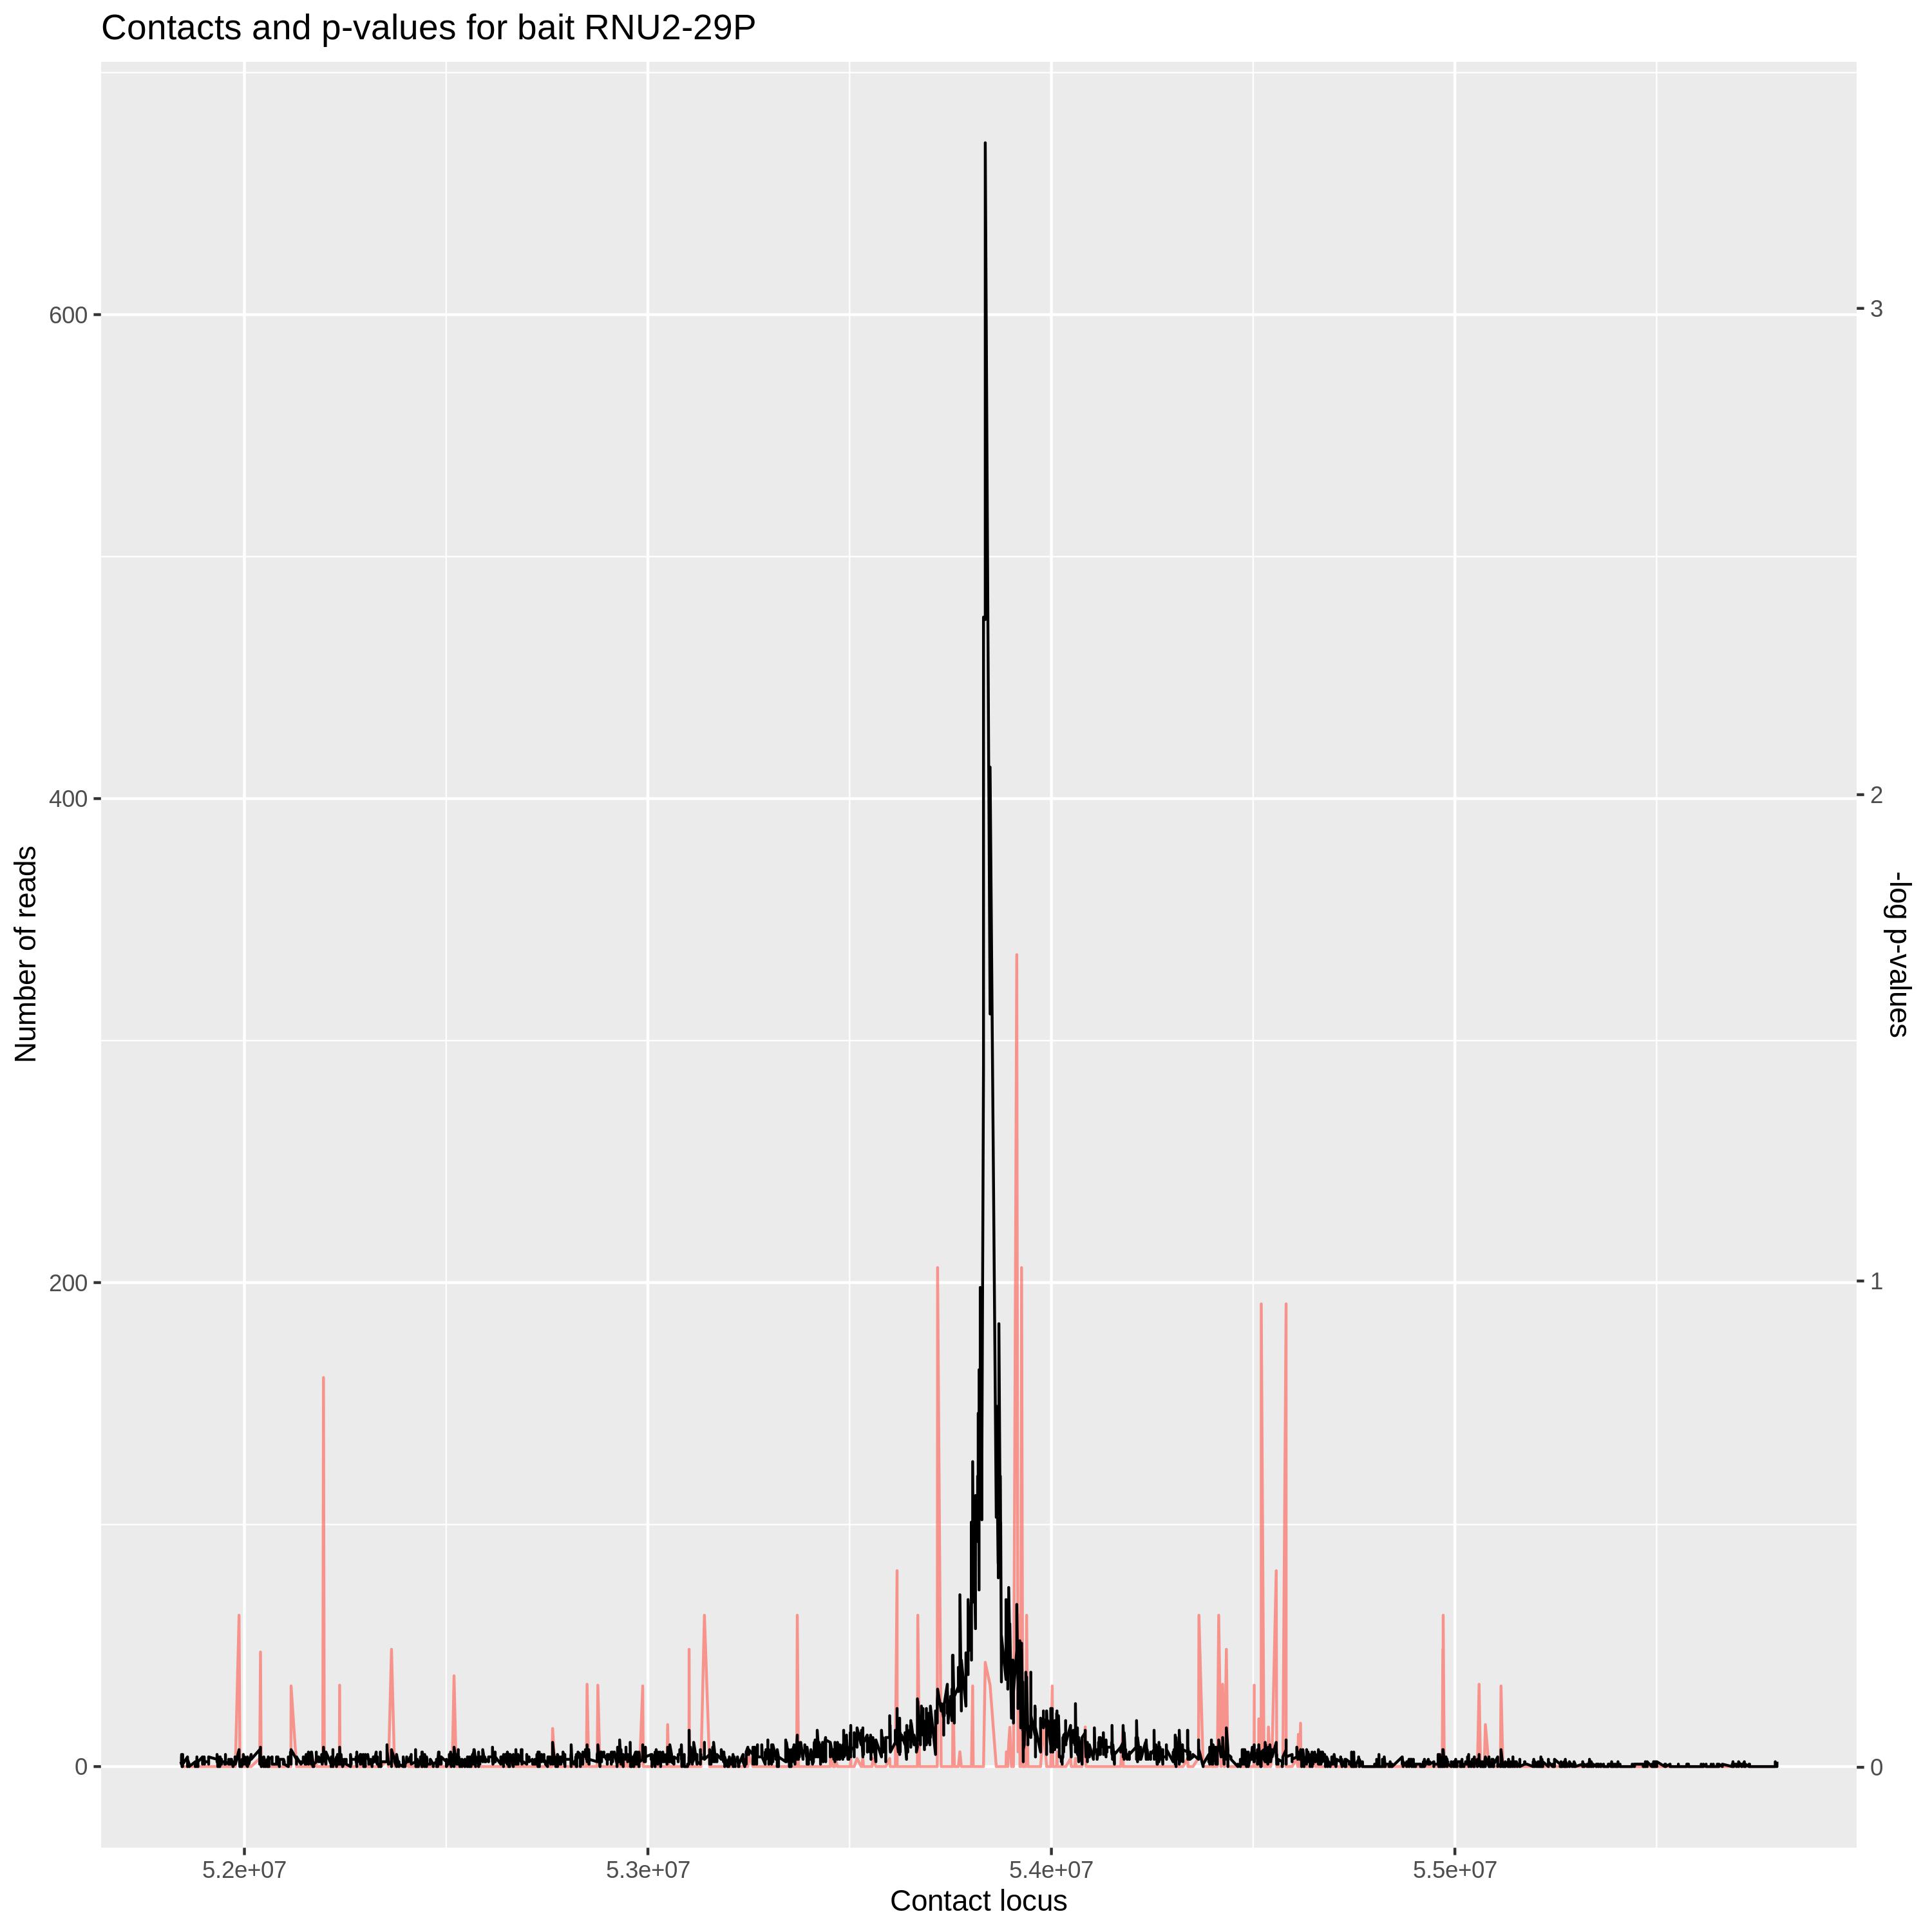 Contacts and p-values for bait RNU2-29P
Number of reads
600
400
200
0
3
2
1
0
-log p-values
5.2e+07
5.3e+07
5.4e+07
5.5e+07
Contact locus